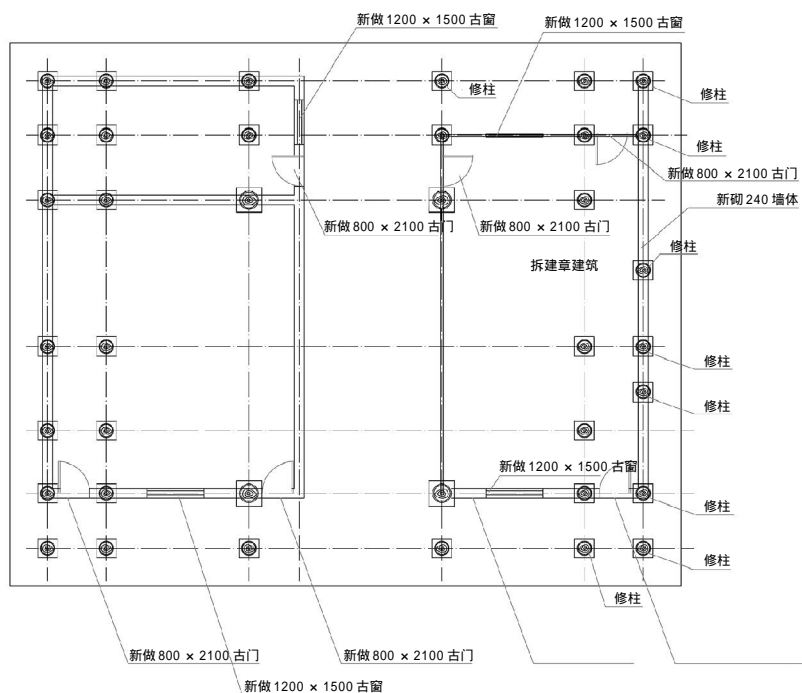 新做 1200 × 1500 古窗
新做 1200 × 1500 古窗
修柱
修柱
修柱
新做 800 × 2100 古门
新砌 240 墙体
新做 800 × 2100 古门
新做 800 × 2100 古门
修柱
拆建章建筑
修柱
修柱
新做 1200 × 1500 古窗
修柱
修柱
修柱
新做 800 × 2100 古门
新做 800 × 2100 古门
新做 1200 × 1500 古窗